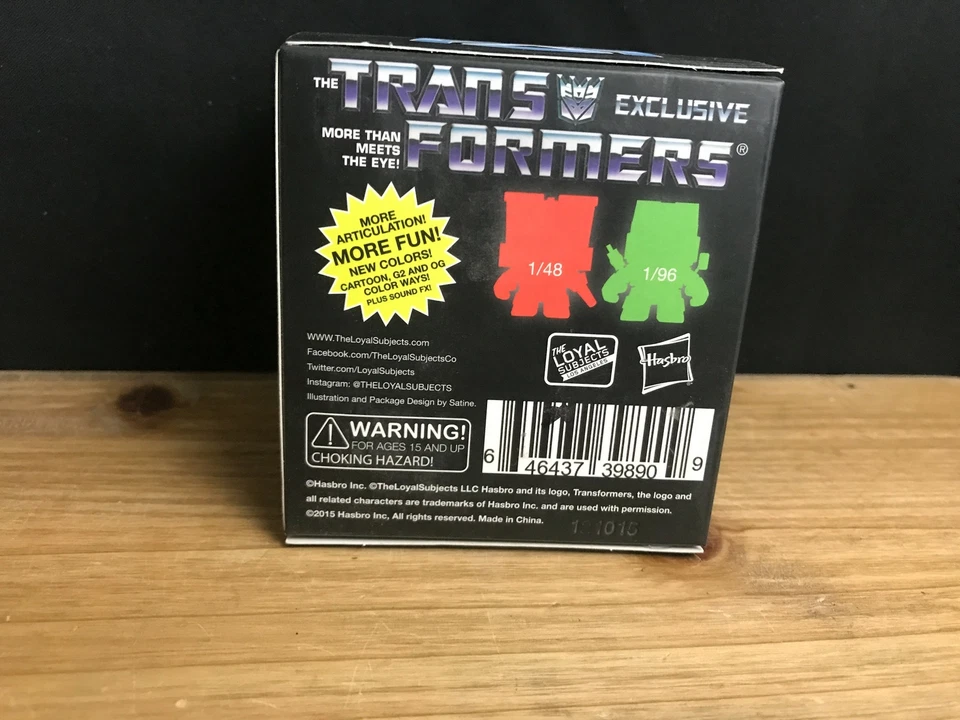 THE TRANS EXCLUSIVE
MORE THAN
MEETS
THE EYE!
FORMERS®
MORE
ARTICULATION!
MORE FUN!
NEW COLORS!
CARTOON, G2 AND OG
COLOR WAYS!
PLUS SOUND FX!
1/48
1/96
WWW.TheLoyalSubjects.com
Facebook.com/TheLoyalSubjectsCo
Twitter.com/LoyalSubjects
Instagram: @THELOYALSUBJECTS
Illustration and Package Design by Satine.
THE
LOYAL
SUBJECTS
LOS ANGELES
Hasbro
WARNING!
FOR AGES 15 AND UP
CHOKING HAZARD!
6 46437 39890 9
©Hasbro Inc. ©TheLoyalSubjects LLC Hasbro and its logo, Transformers, the logo and
all related characters are trademarks of Hasbro Inc. and are used with permission.
©2015 Hasbro Inc, All rights reserved. Made in China.